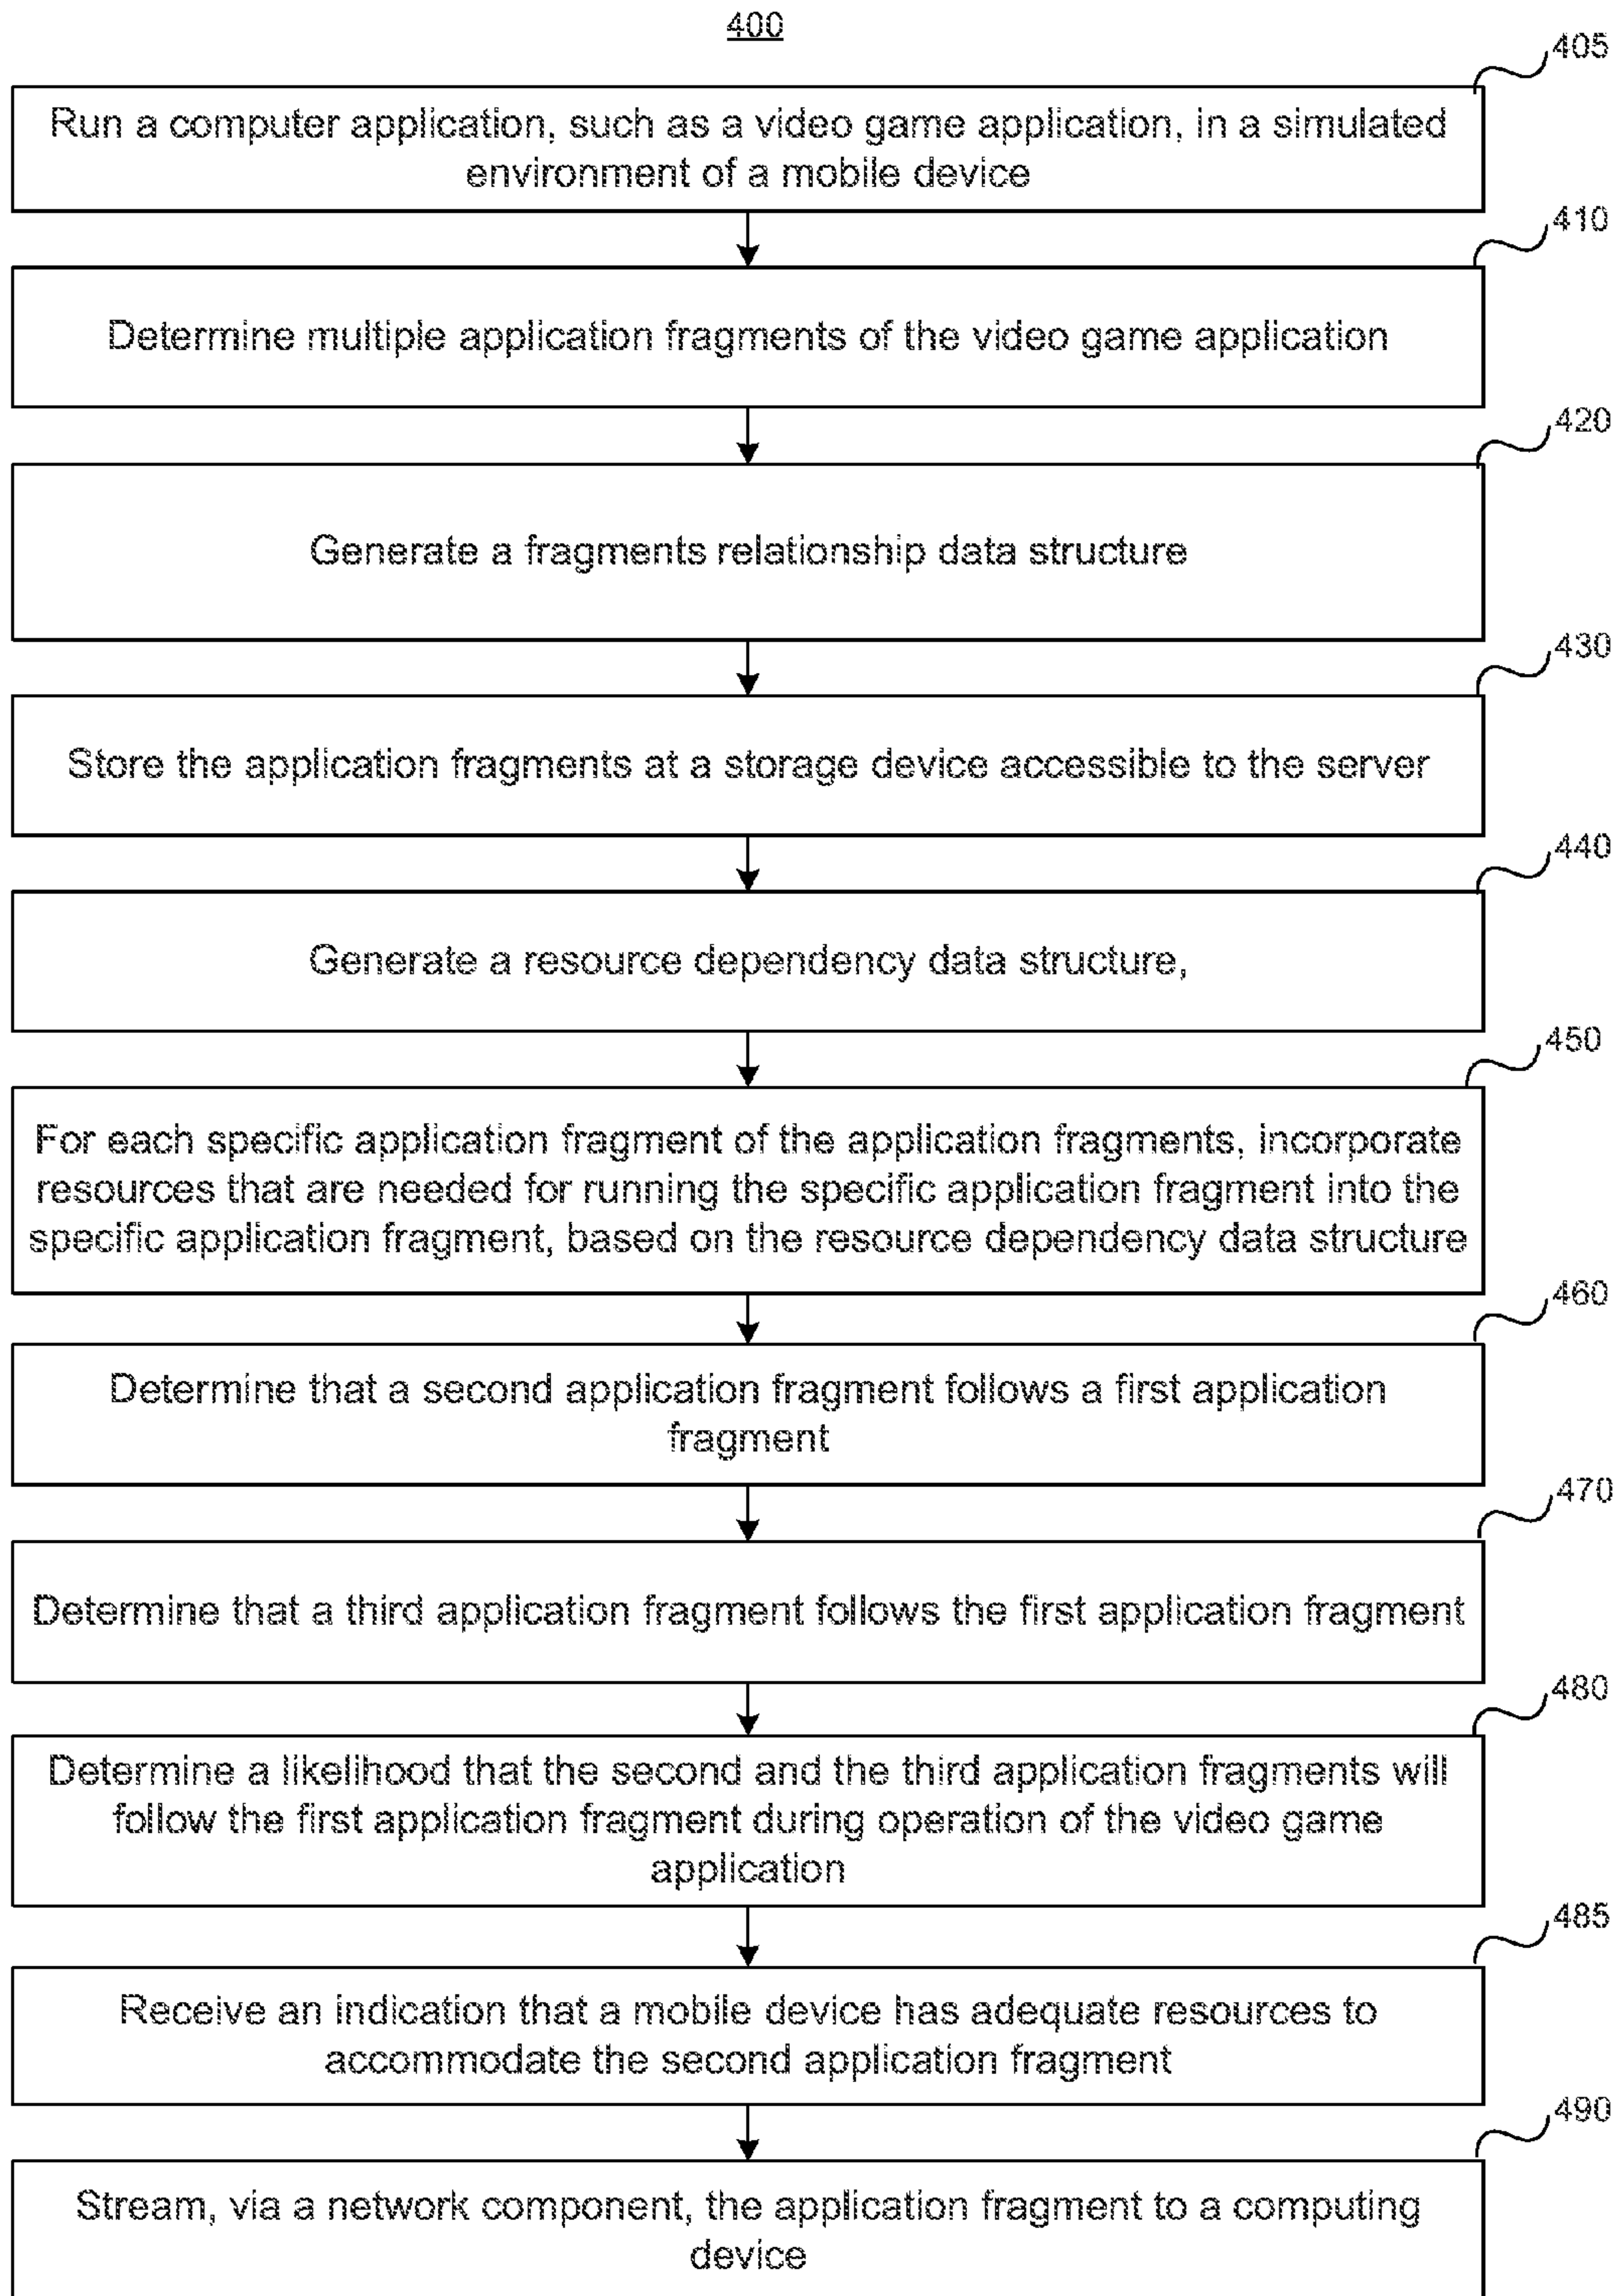 400
405
Run a computer application, such as a video game application, in a simulated
environment of a mobile device
410
Determine multiple application fragments of the video game application
420
Generate a fragments relationship data structure
430
Store the application fragments at a storage device accessible to the server
440
Generate a resource dependency data structure,
450
For each specific application fragment of the application fragments, incorporate
resources that are needed for running the specific application fragment into the
specific application fragment, based on the resource dependency data structure
460
Determine that a second application fragment follows a first application
fragment
470
Determine that a third application fragment follows the first application fragment
480
Determine a likelihood that the second and the third application fragments will
follow the first application fragment during operation of the video game
application
485
Receive an indication that a mobile device has adequate resources to
accommodate the second application fragment
490
Stream, via a network component, the application fragment to a computing
device